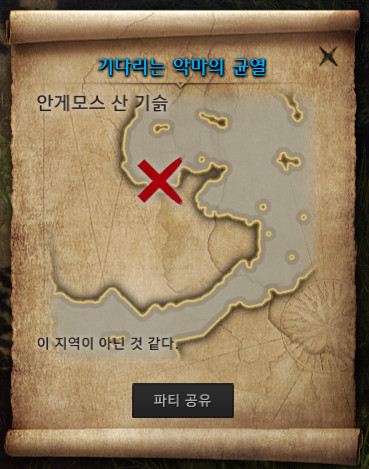 기다리는 악마의 균열
안게모스 산 기슭
이 지역이 아닌 것 같다.
파티 공유